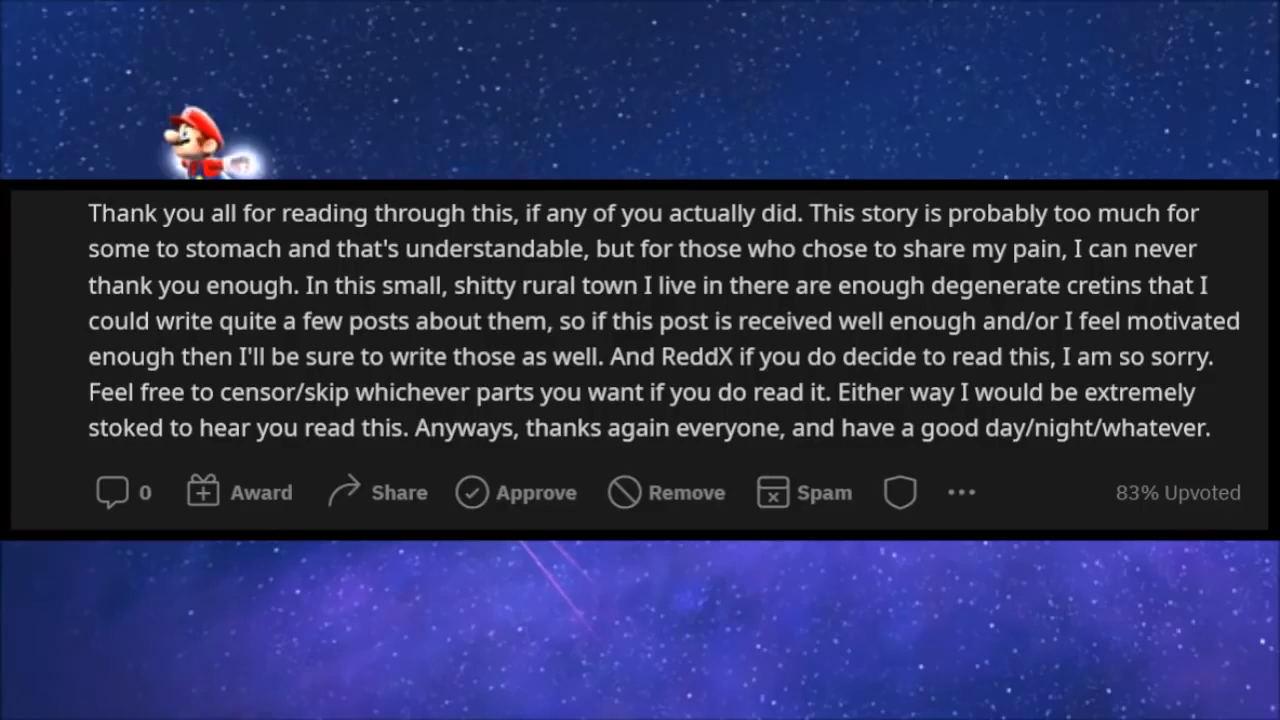 Thank you all for reading through this, if any of you actually did. This story is probably too much for
some to stomach and that's understandable, but for those who chose to share my pain, I can never
thank you enough. In this small, shitty rural town I live in there are enough degenerate cretins that I
could write quite a few posts about them, so if this post is received well enough and/or I feel motivated
enough then I'll be sure to write those as well. And ReddX if you do decide to read this, I am so sorry.
Feel free to censor/skip whichever parts you want if you do read it. Either way I would be extremely
stoked to hear you read this. Anyways, thanks again everyone, and have a good day/night/whatever.
0 Award Share Approve Remove Spam 83% Upvoted